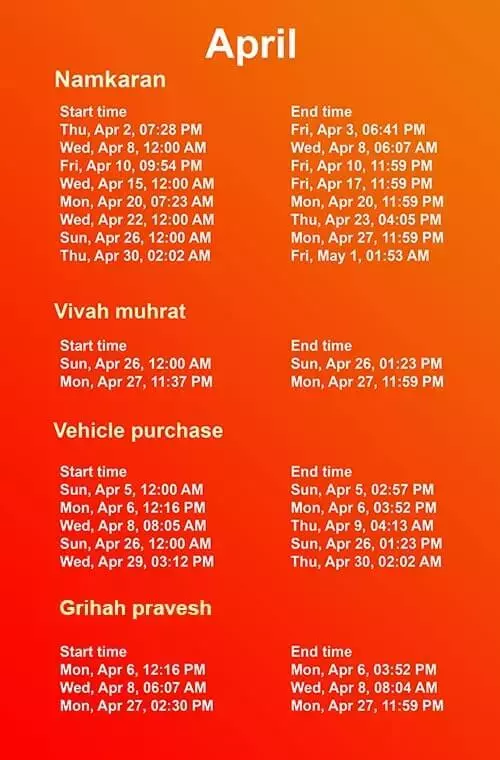 April
Namkaran
Start time End time
Thu, Apr 2, 07:28 PM Fri, Apr 3, 06:41 PM
Wed, Apr 8, 12:00 AM Wed, Apr 8, 06:07 AM
Fri, Apr 10, 09:54 PM Fri, Apr 10, 11:59 PM
Wed, Apr 15, 12:00 AM Fri, Apr 17, 11:59 PM
Mon, Apr 20, 07:23 AM Mon, Apr 20, 11:59 PM
Wed, Apr 22, 12:00 AM Thu, Apr 23, 04:05 PM
Sun, Apr 26, 12:00 AM Mon, Apr 27, 11:59 PM
Thu, Apr 30, 02:02 AM Fri, May 1, 01:53 AM
Vivah muhrat
Start time End time
Sun, Apr 26, 12:00 AM Sun, Apr 26, 01:23 PM
Mon, Apr 27, 11:37 PM Mon, Apr 27, 11:59 PM
Vehicle purchase
Start time End time
Sun, Apr 5, 12:00 AM Sun, Apr 5, 02:57 PM
Mon, Apr 6, 12:16 PM Mon, Apr 6, 03:52 PM
Wed, Apr 8, 08:05 AM Thu, Apr 9, 04:13 AM
Sun, Apr 26, 12:00 AM Sun, Apr 26, 01:23 PM
Wed, Apr 29, 03:12 PM Thu, Apr 30, 02:02 AM
Grihah pravesh
Start time End time
Mon, Apr 6, 12:16 PM Mon, Apr 6, 03:52 PM
Wed, Apr 8, 06:07 AM Wed, Apr 8, 08:04 AM
Mon, Apr 27, 02:30 PM Mon, Apr 27, 11:59 PM